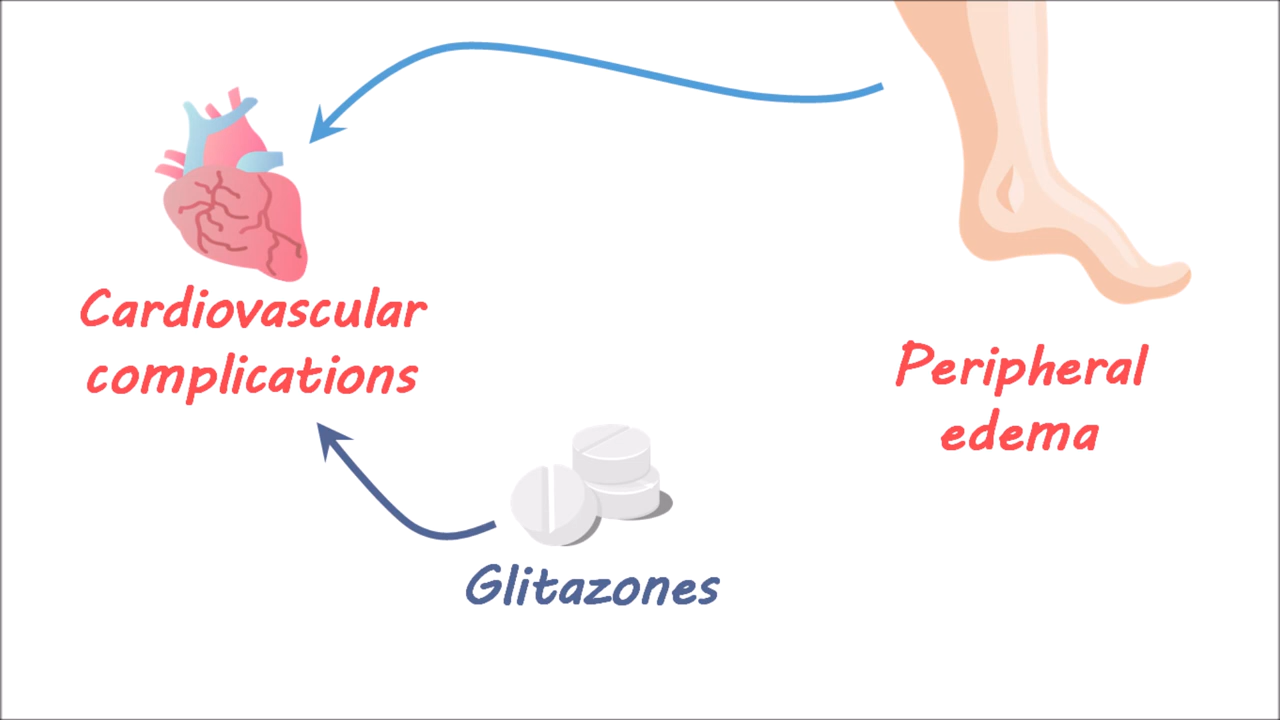 Cardiovascular
complications
Peripheral
edema
Glitazones